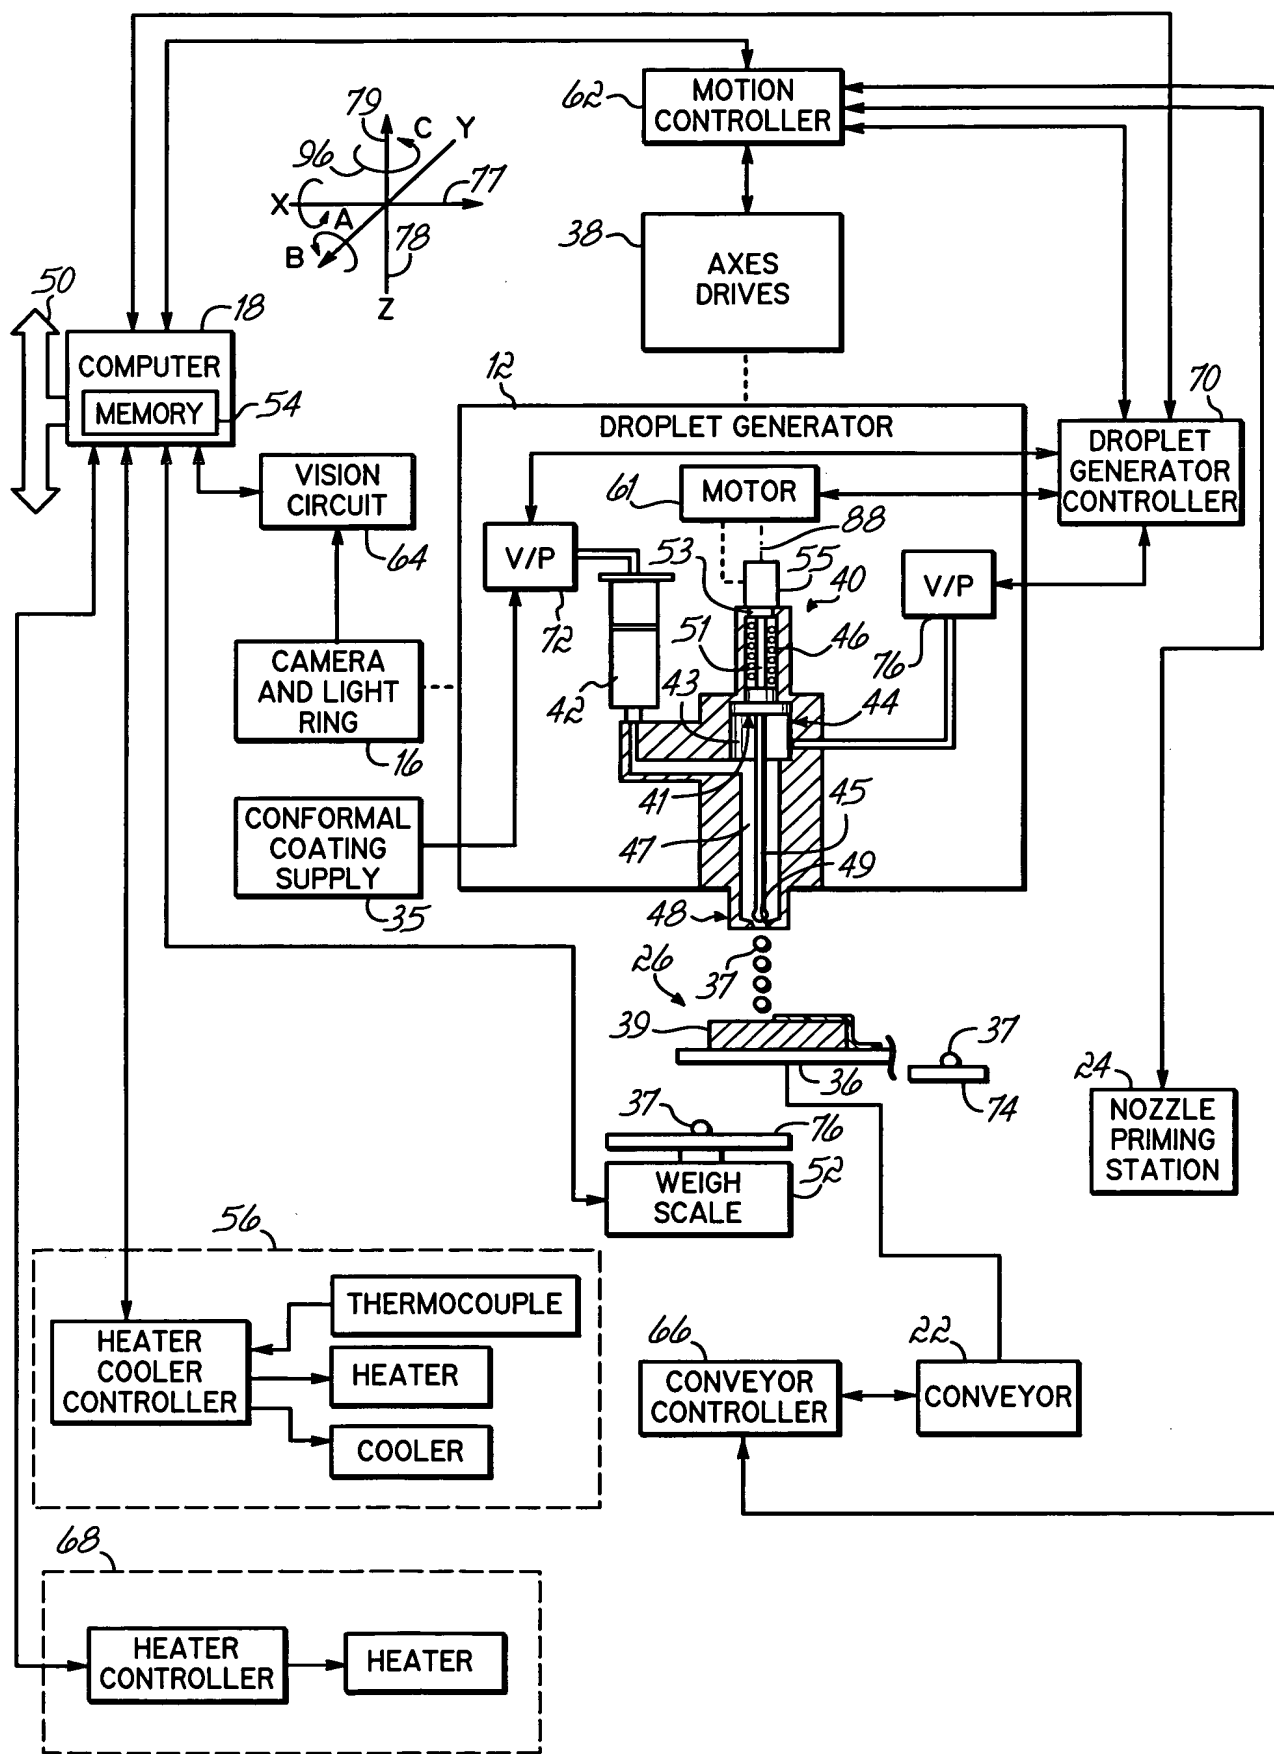 62
MOTION
CONTROLLER
79
C
Y
96
77
X
A
B
78
Z
38
AXES
DRIVES
50
18
COMPUTER
MEMORY
54
12
DROPLET GENERATOR
70
DROPLET
GENERATOR
CONTROLLER
VISION
CIRCUIT
64
61
MOTOR
88
V/P
72
53
55
40
V/P
76
51
46
42
43
44
CAMERA
AND LIGHT
RING
16
41
45
47
49
CONFORMAL
COATING
SUPPLY
35
48
37
26
39
36
37
74
24
NOZZLE
PRIMING
STATION
37
76
WEIGH
SCALE
52
56
THERMOCOUPLE
HEATER
COOLER
CONTROLLER
HEATER
COOLER
66
CONVEYOR
CONTROLLER
22
CONVEYOR
68
HEATER
CONTROLLER
HEATER